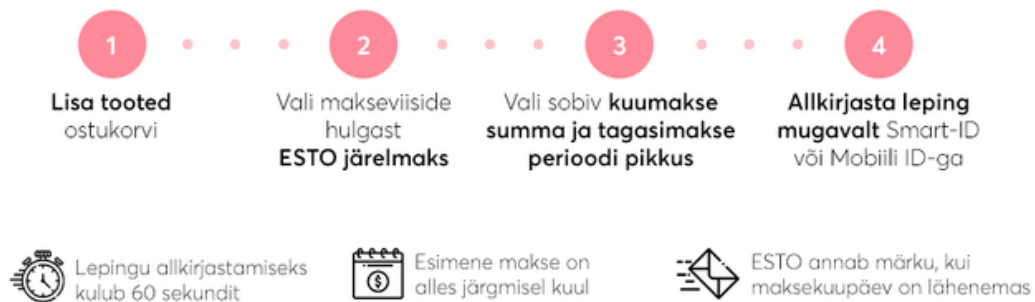 1
2
3
4
Lisa tooted
ostukorvi
Vali makseviiside
hulgast
ESTO järelmaks
Vali sobiv kuumakse
summa ja tagasimakse
perioodi pikkus
Allkirjasta leping
mugavalt Smart-ID
või Mobiili ID-ga
Lepingu allkirjastamiseks
kulub 60 sekundit
$
Esimene makse on
alles järgmisel kuul
ESTO annab märku, kui
maksekuupäev on lähenemas